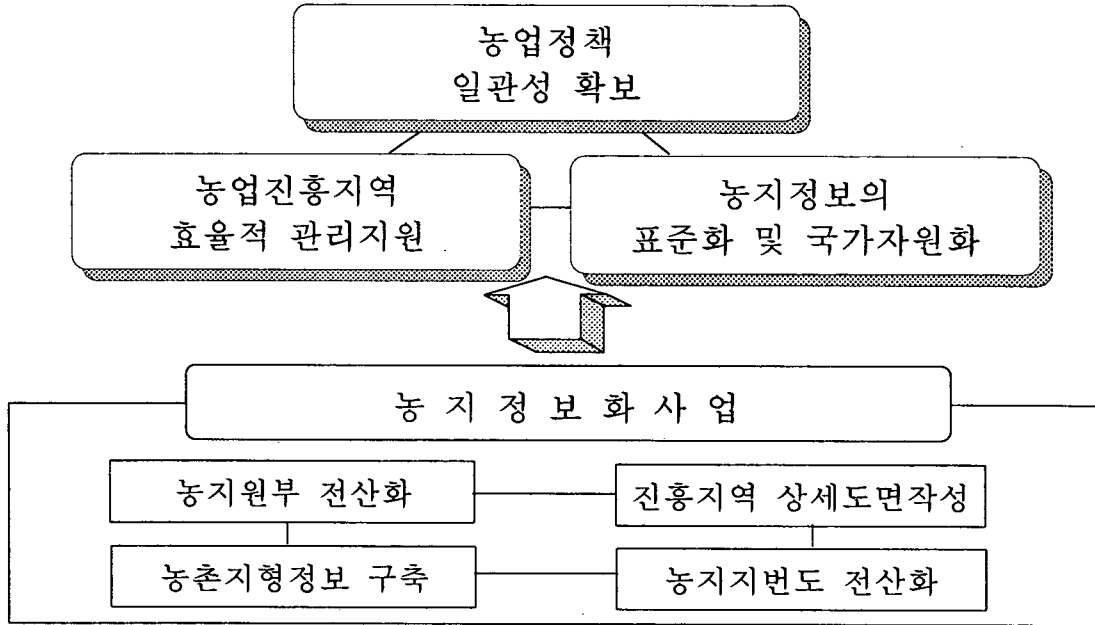 농업정책
일관성 확보
농업진흥지역
효율적 관리지원
농지정보의
표준화 및 국가자원화
농 지 정 보 화 사 업
농지원부 전산화
진흥지역 상세도면작성
농촌지형정보 구축
농지지번도 전산화